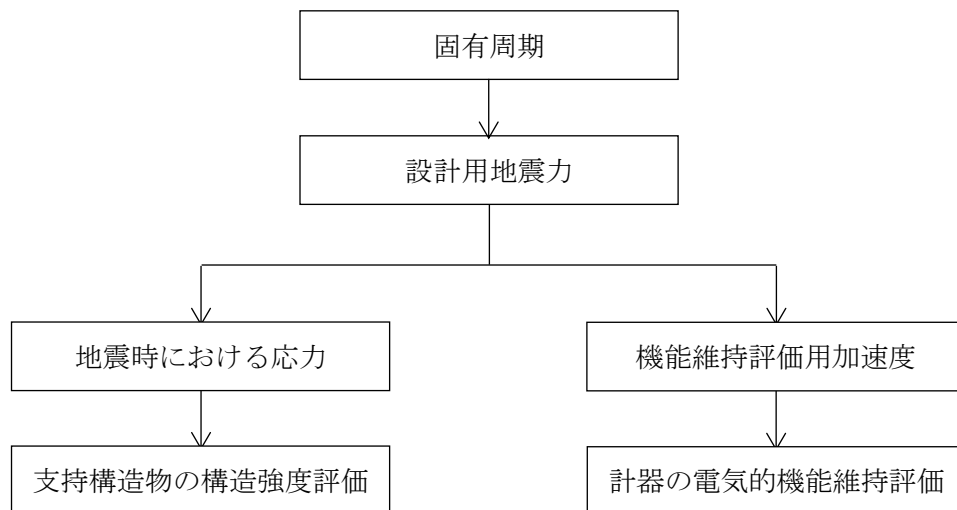 固有周期
設計用地震力
地震時における応力
機能維持評価用加速度
支持構造物の構造強度評価
計器の電気的機能維持評価